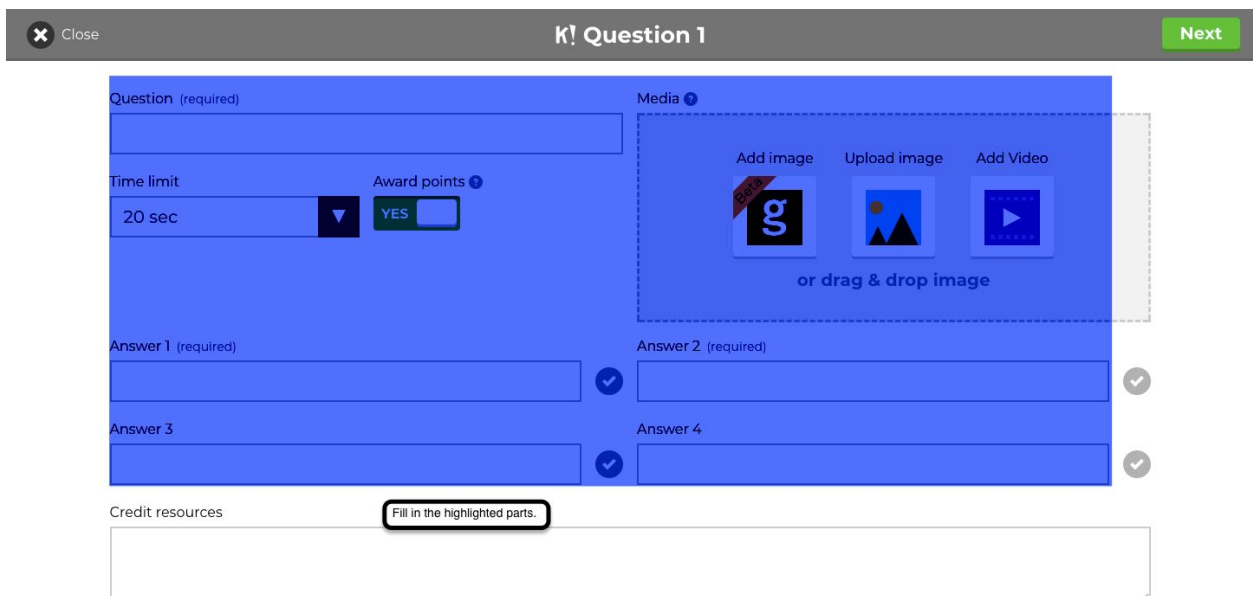 Close
K! Question 1
Next
Question (required)
Media ?
Time limit
Award points ?
20 sec
YES
Add image
Upload image
Add Video
Beta
g
or drag & drop image
Answer 1 (required)
Answer 2 (required)
Answer 3
Answer 4
Credit resources
Fill in the highlighted parts.